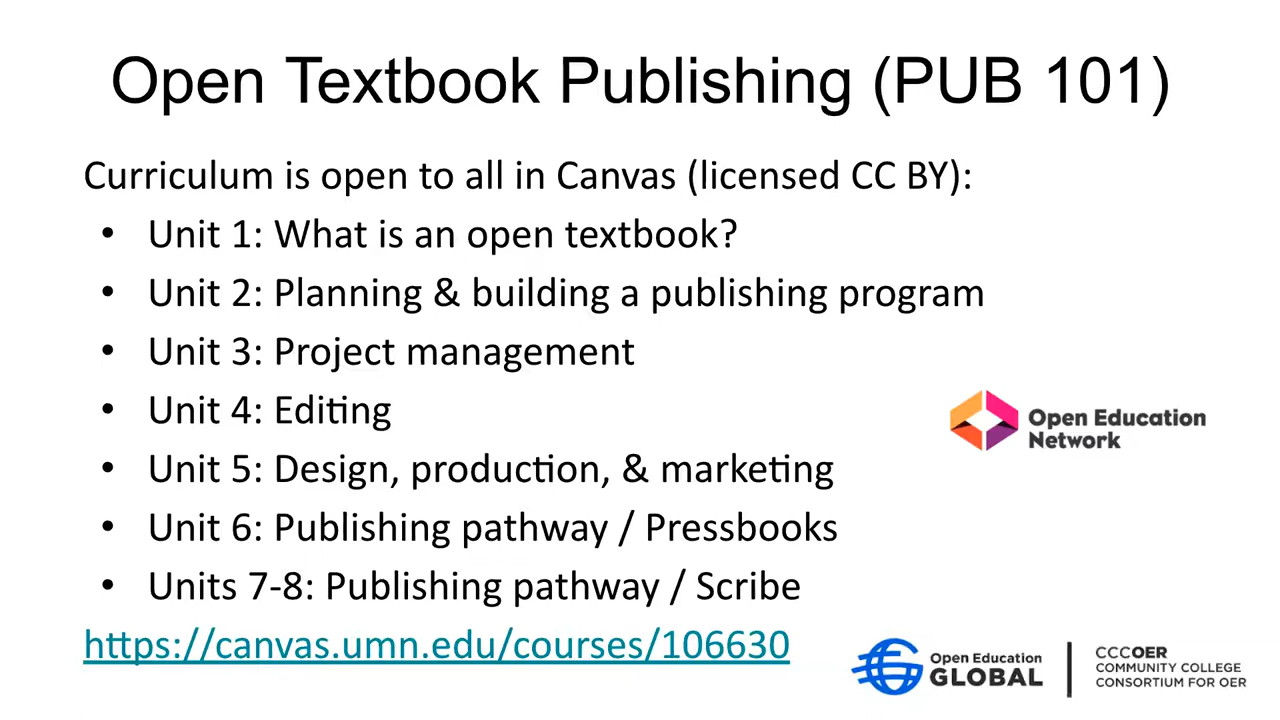 Open Textbook Publishing (PUB 101)
Curriculum is open to all in Canvas (licensed CC BY):
• Unit 1: What is an open textbook?
• Unit 2: Planning & building a publishing program
• Unit 3: Project management
• Unit 4: Editing
• Unit 5: Design, production, & marketing
• Unit 6: Publishing pathway / Pressbooks
• Units 7-8: Publishing pathway / Scribe
https://canvas.umn.edu/courses/106630
Open Education
Network
Open Education
GLOBAL
CCCOER
COMMUNITY COLLEGE
CONSORTIUM FOR OER